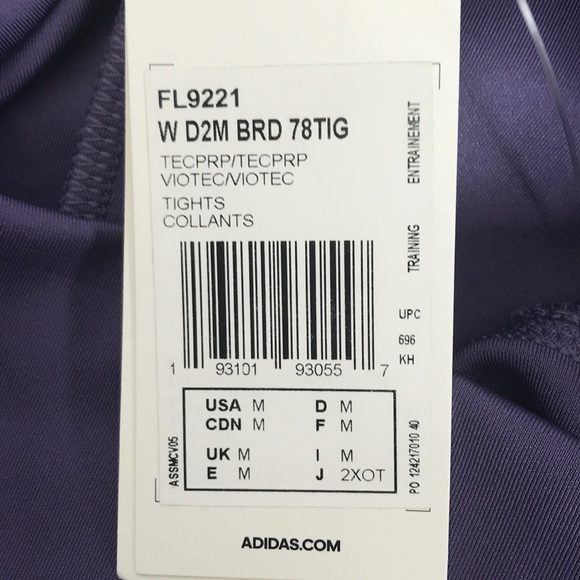 FL9221
W D2M BRD 78TIG
TECPRP/TECPRP
VIOTEC/VIOTEC
TIGHTS
COLLANTS
TRAINING ENTRAINEMENT
UPC
696
KH
1 93101 93055 7
USA M D M
CDN M F M
UK M I M
E M J 2XOT
ASSMCV05
PO 124217010 40
ADIDAS.COM